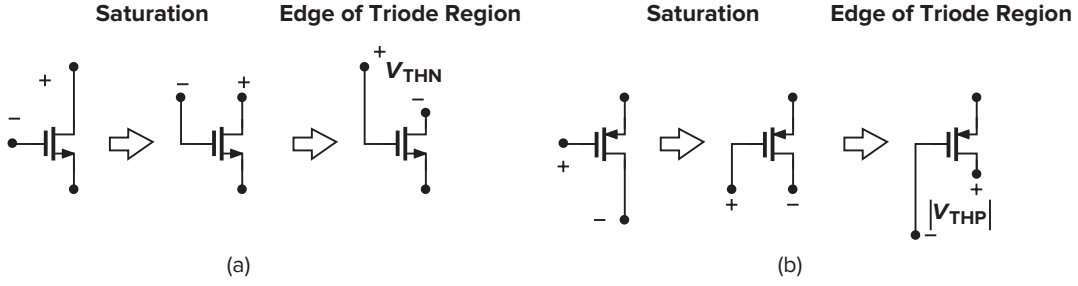 Saturation Edge of Triode Region Saturation Edge of Triode Region
+ V_THN
+ − + −
−
+ + − +
− |V_THP|
−
(a) (b)